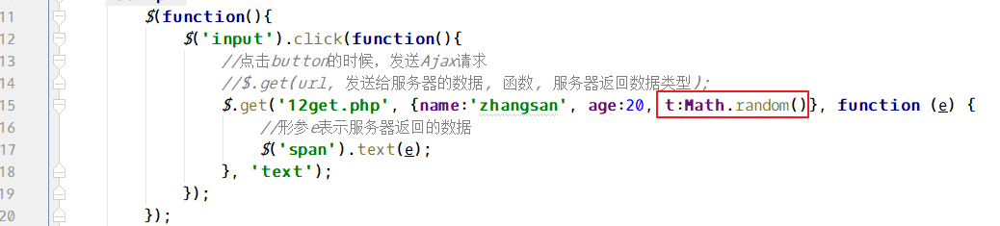 11 $(function(){
12 $('input').click(function(){
13 //点击button的时候，发送Ajax请求
14 //$.get(url, 发送给服务器的数据, 函数, 服务器返回数据类型);
15 $.get('12get.php', {name:'zhangsan', age:20, t:Math.random()}, function (e) {
16 //形参e表示服务器返回的数据
17 $('span').text(e);
18 }, 'text');
19 });
20 });